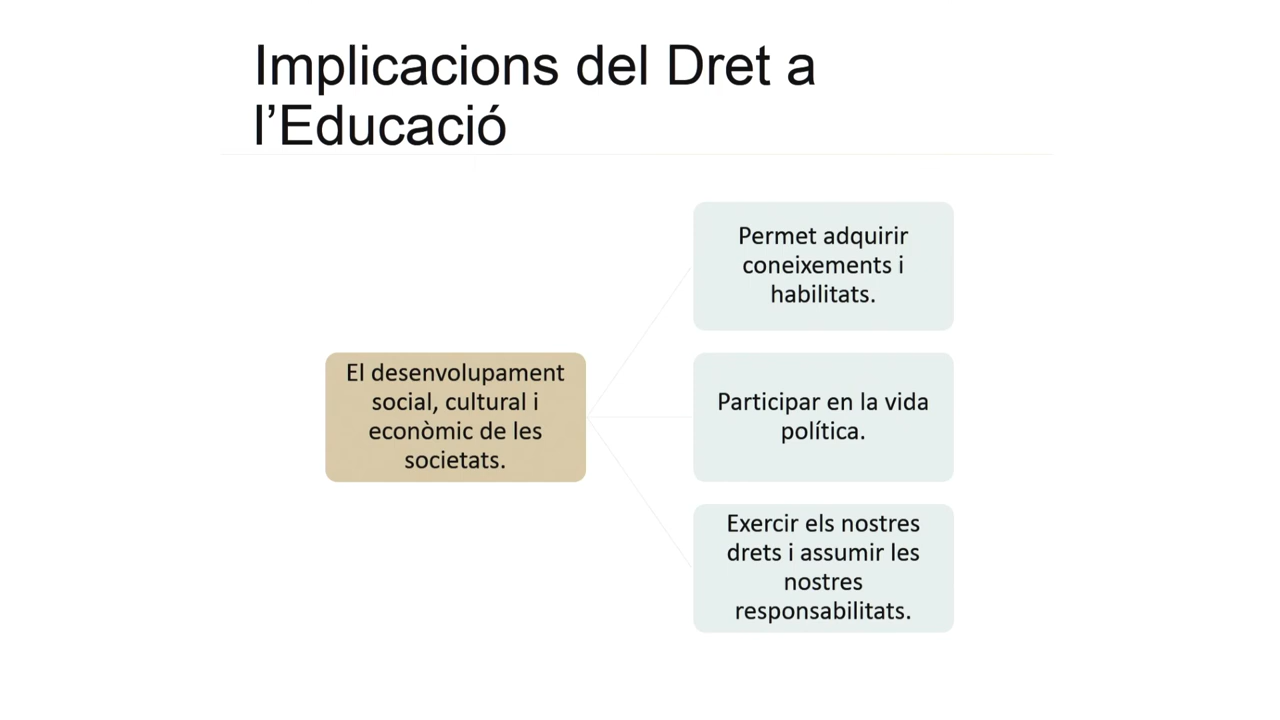 Implicacions del Dret a
l’Educació
Permet adquirir
coneixements i
habilitats.
El desenvolupament
social, cultural i
econòmic de les
societats.
Participar en la vida
política.
Exercir els nostres
drets i assumir les
nostres
responsabilitats.